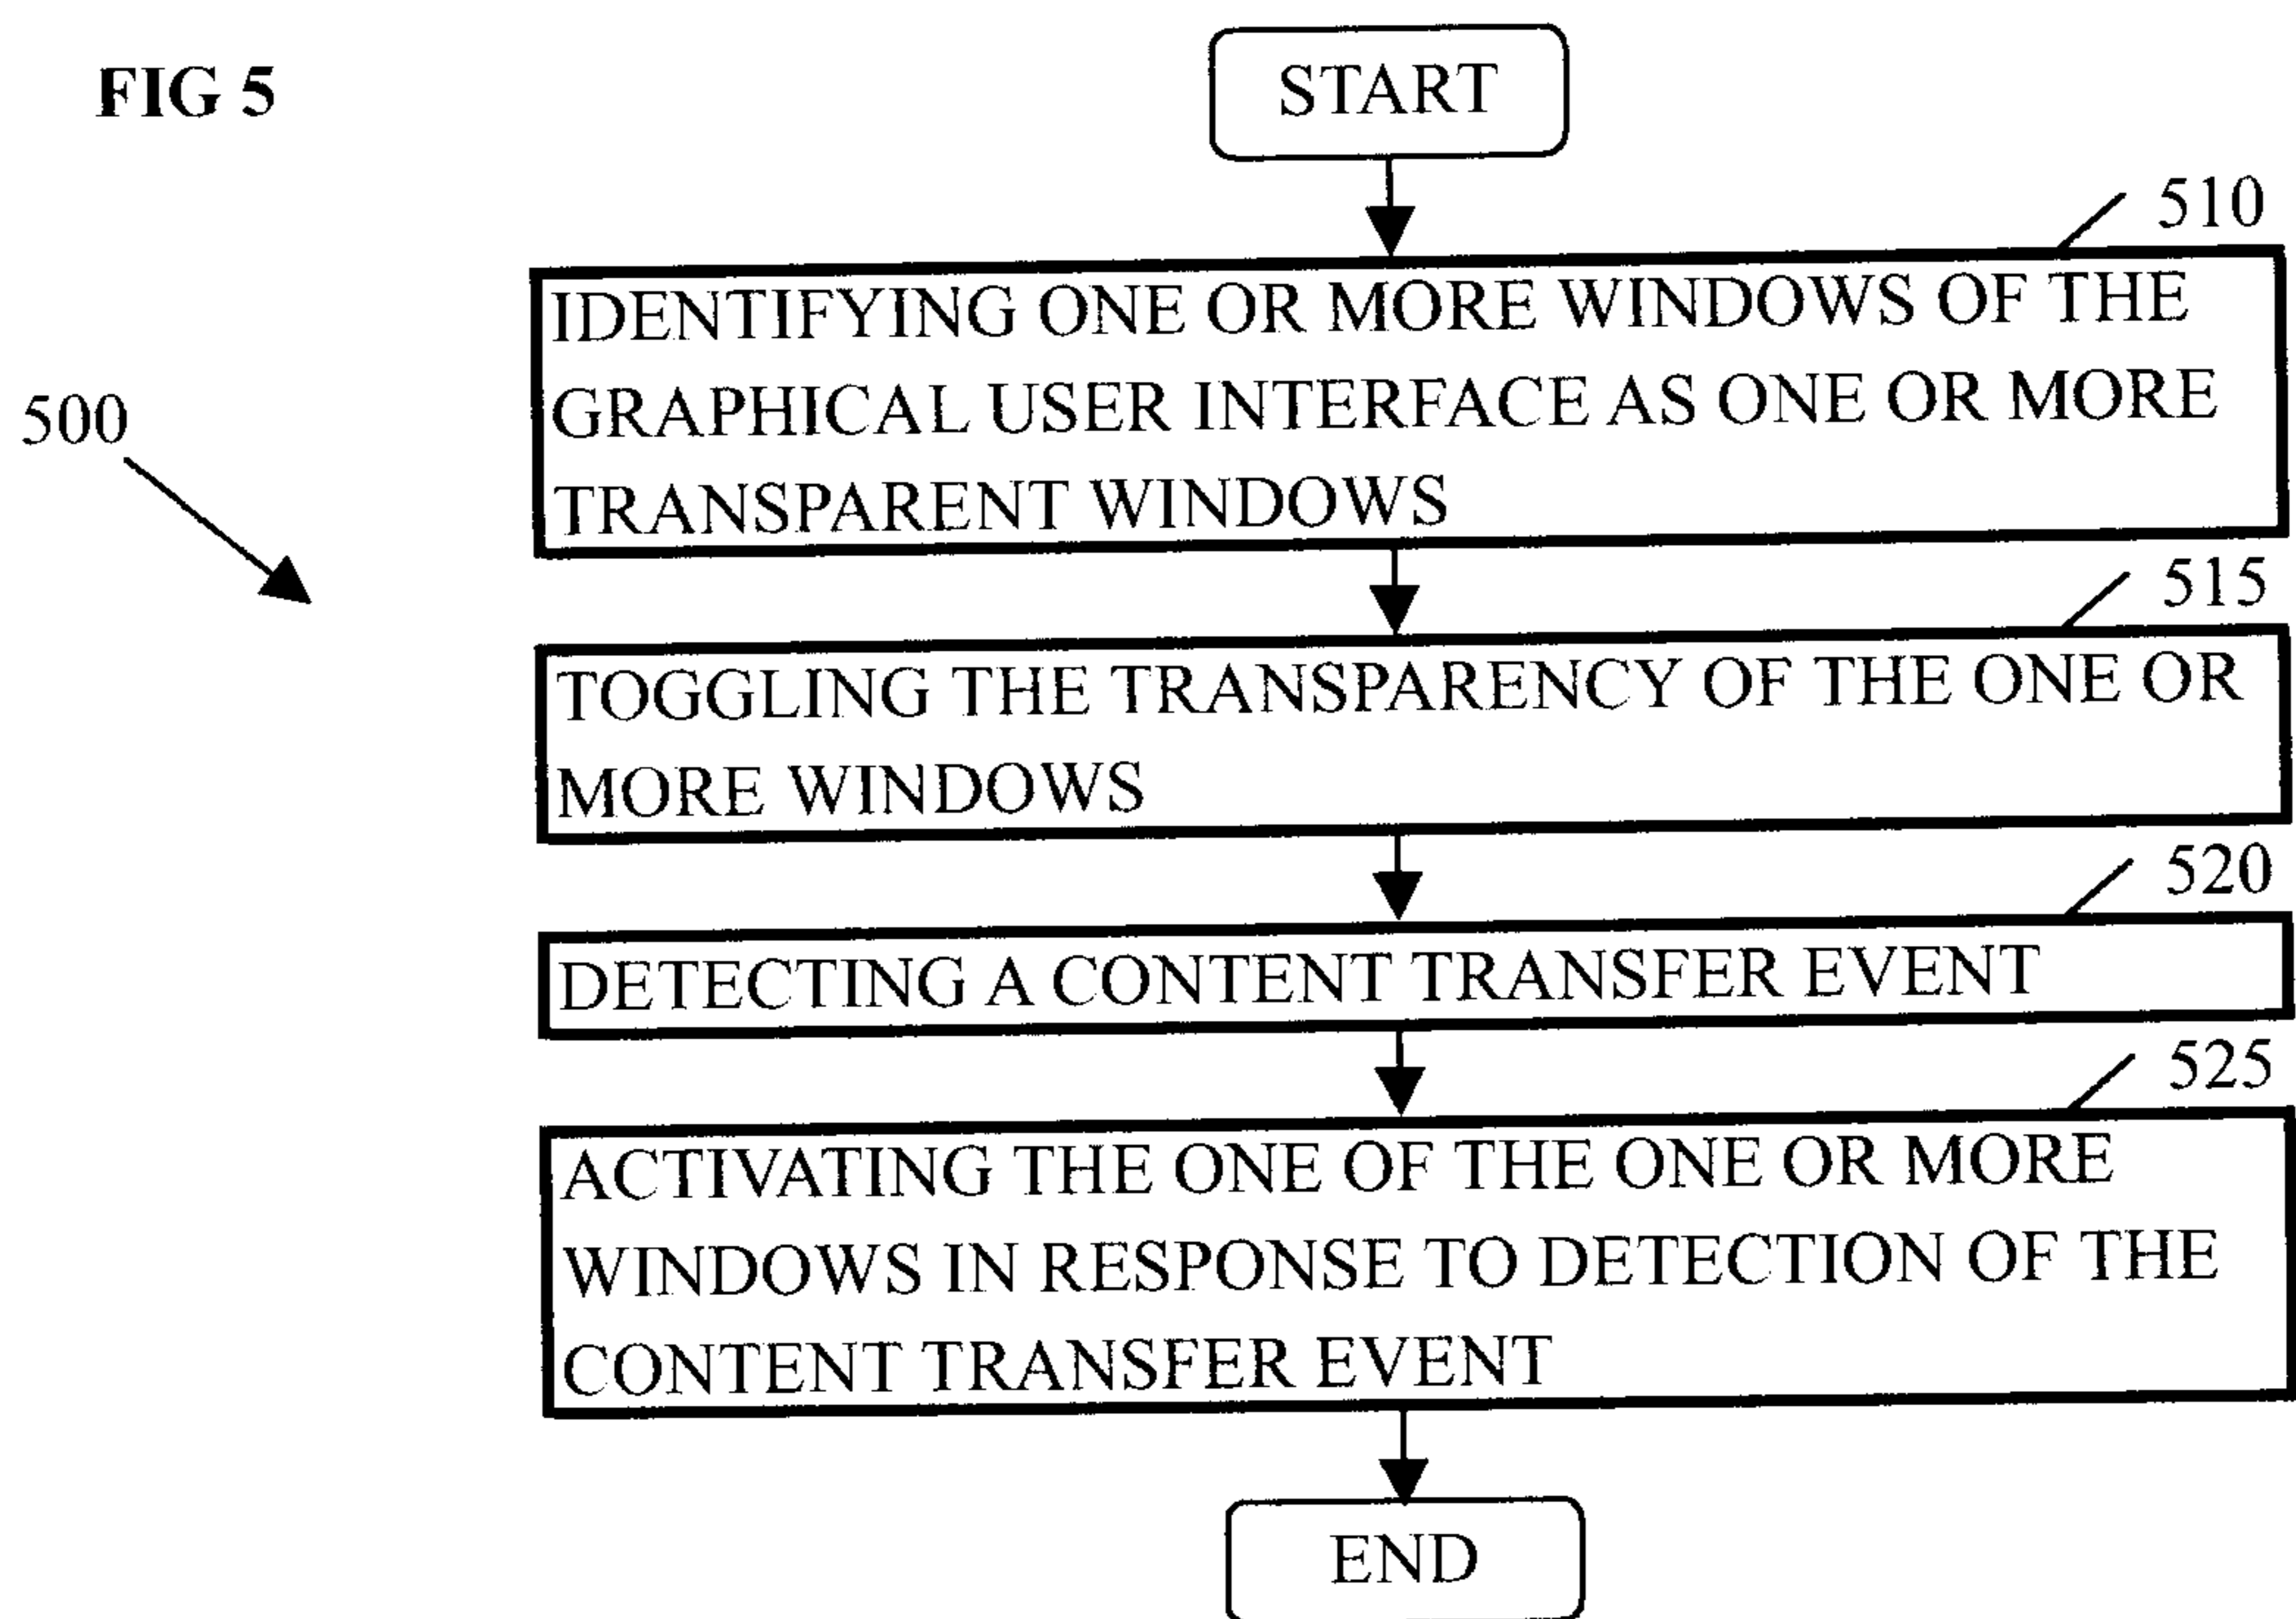 FIG 5
START
510
IDENTIFYING ONE OR MORE WINDOWS OF THE
GRAPHICAL USER INTERFACE AS ONE OR MORE
TRANSPARENT WINDOWS
500
515
TOGGLING THE TRANSPARENCY OF THE ONE OR
MORE WINDOWS
520
DETECTING A CONTENT TRANSFER EVENT
525
ACTIVATING THE ONE OF THE ONE OR MORE
WINDOWS IN RESPONSE TO DETECTION OF THE
CONTENT TRANSFER EVENT
END